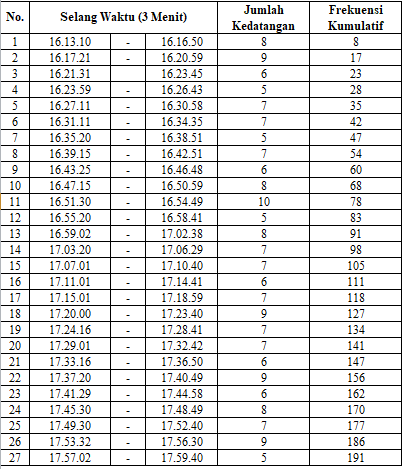 No. Selang Waktu (3 Menit) Jumlah Kedatangan Frekuensi Kumulatif
1 16.13.10 - 16.16.50 8 8
2 16.17.21 - 16.20.59 9 17
3 16.21.31 16.23.45 6 23
4 16.23.59 - 16.26.43 5 28
5 16.27.11 - 16.30.58 7 35
6 16.31.11 - 16.34.35 7 42
7 16.35.20 - 16.38.51 5 47
8 16.39.15 - 16.42.51 7 54
9 16.43.25 - 16.46.48 6 60
10 16.47.15 - 16.50.59 8 68
11 16.51.30 - 16.54.49 10 78
12 16.55.20 - 16.58.41 5 83
13 16.59.02 - 17.02.38 8 91
14 17.03.20 - 17.06.29 7 98
15 17.07.01 - 17.10.40 7 105
16 17.11.01 - 17.14.41 6 111
17 17.15.01 - 17.18.59 7 118
18 17.20.00 - 17.23.40 9 127
19 17.24.16 - 17.28.41 7 134
20 17.29.01 - 17.32.42 7 141
21 17.33.16 - 17.36.50 6 147
22 17.37.20 - 17.40.49 9 156
23 17.41.29 - 17.44.58 6 162
24 17.45.30 - 17.48.49 8 170
25 17.49.30 - 17.52.40 7 177
26 17.53.32 - 17.56.30 9 186
27 17.57.02 - 17.59.40 5 191